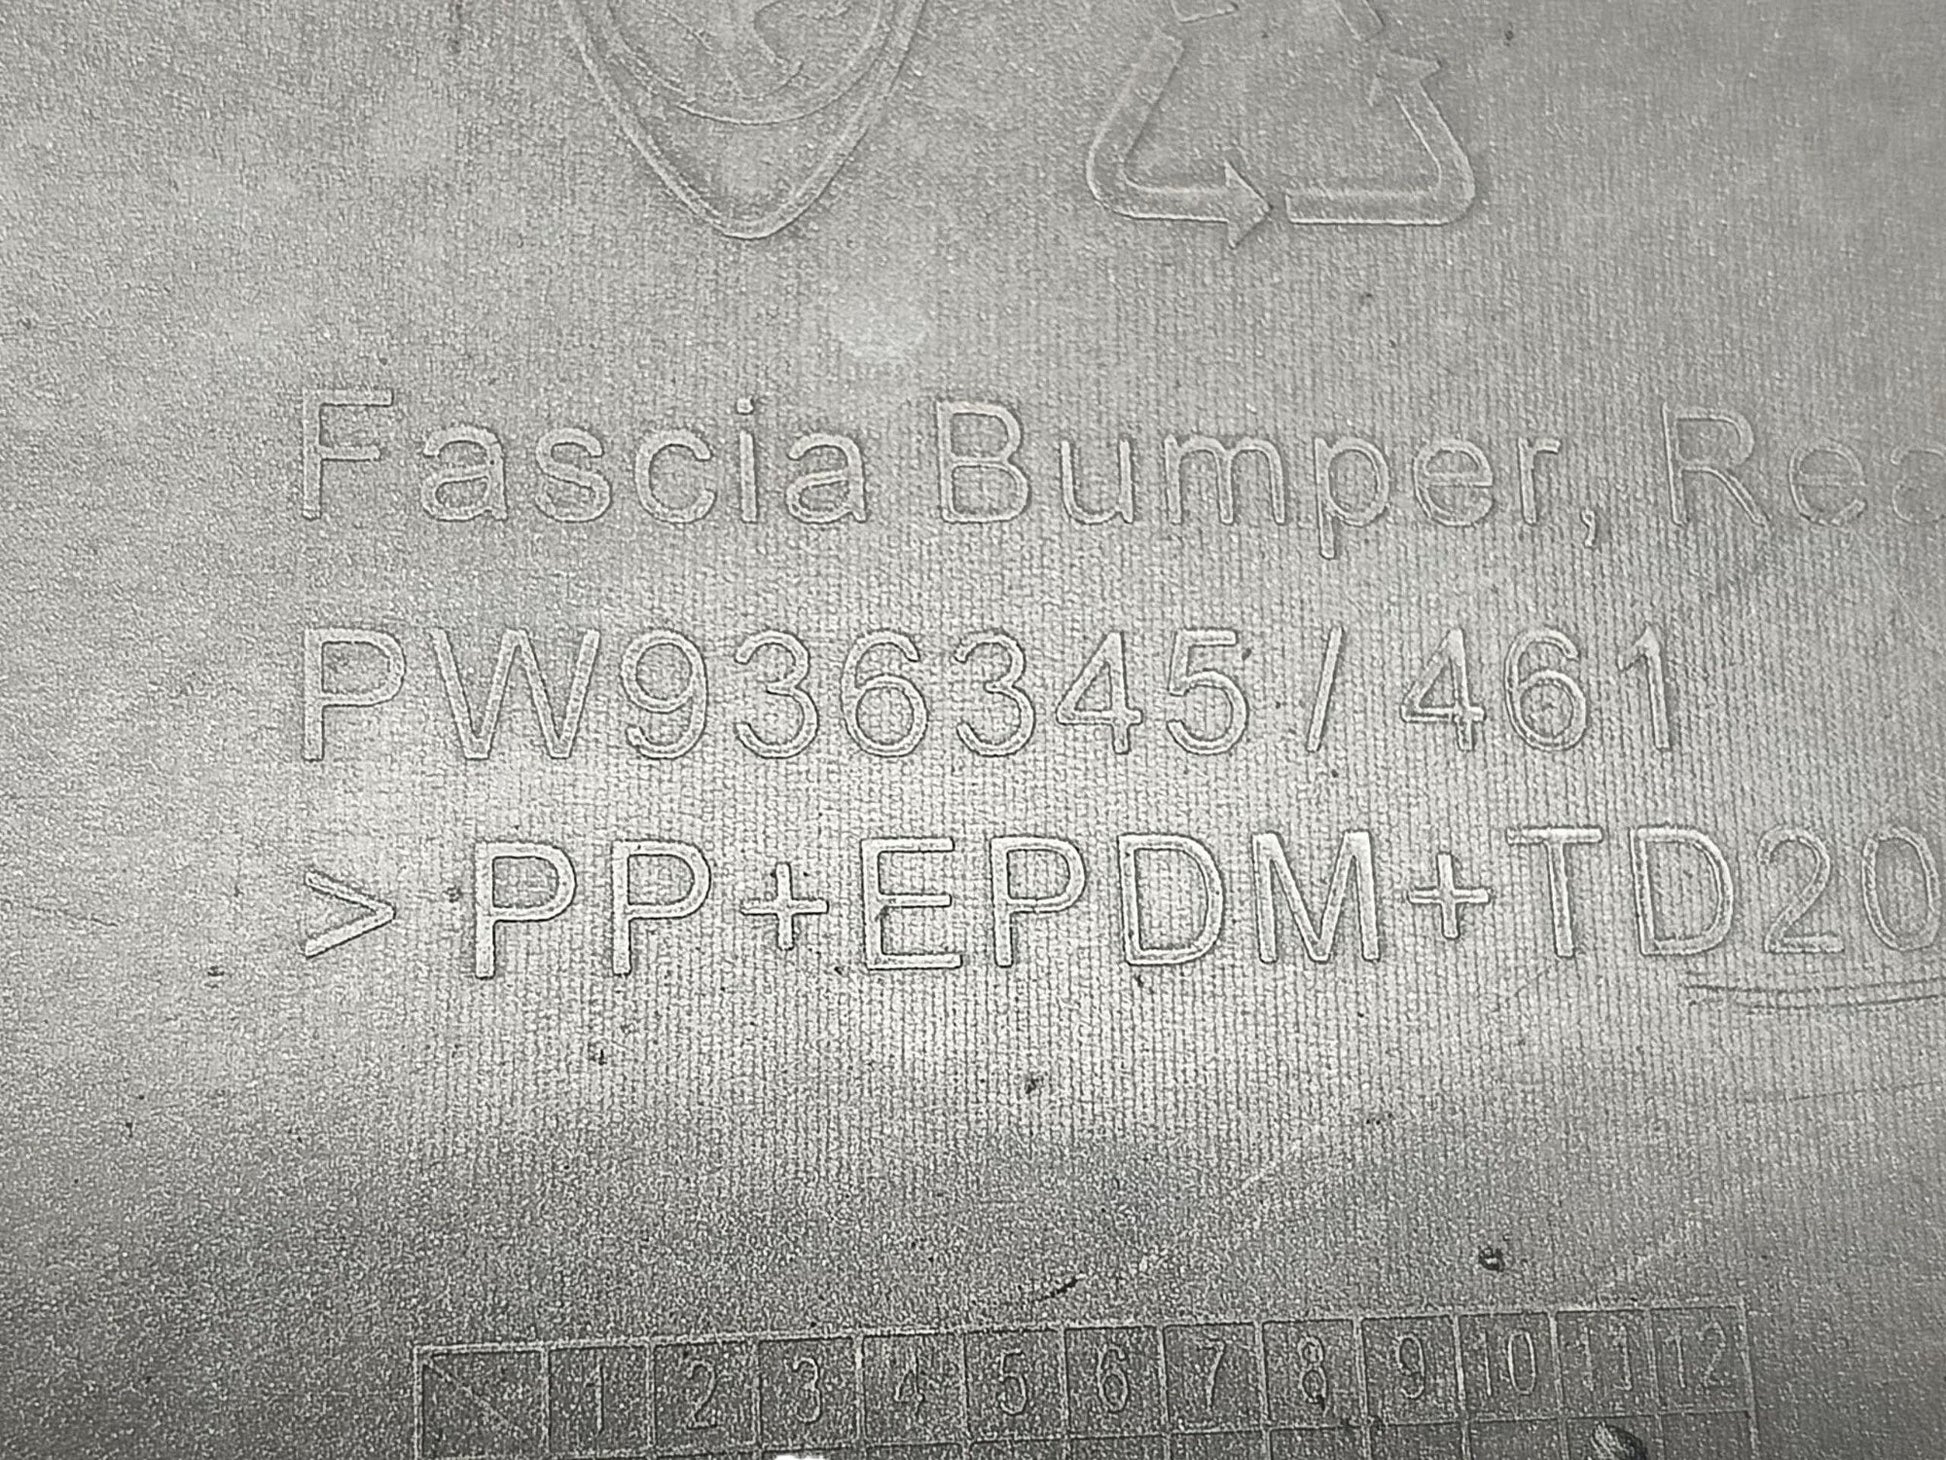 Fascia Bumper, Rea
PW936345 / 461
> PP+EPDM+TD20
1 2 3 4 5 6 7 8 9 10 11 12